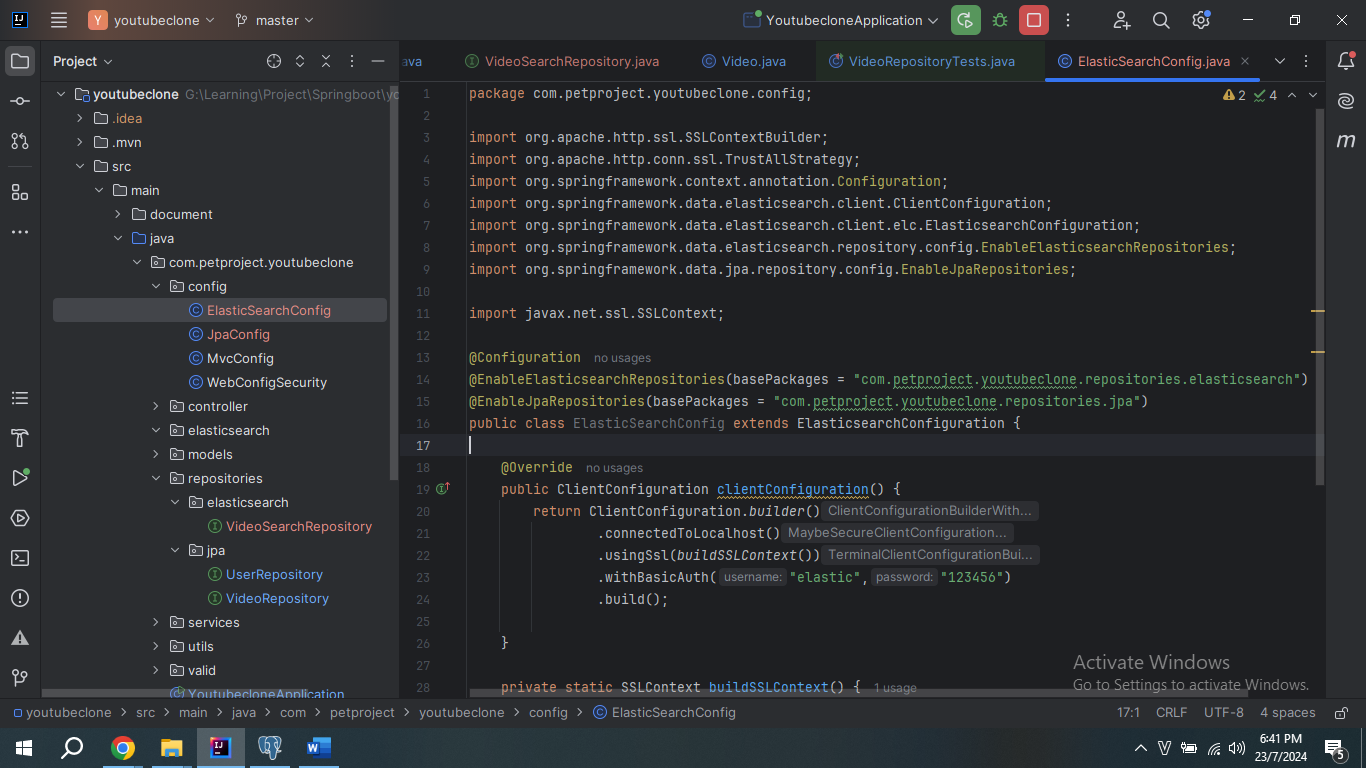 youtubeclone
master
YoutubecloneApplication
Project
ava
VideoSearchRepository.java
Video.java
VideoRepositoryTests.java
ElasticSearchConfig.java
youtubeclone G:\Learning\Project\Springboot\yo
.idea
.mvn
src
main
document
java
com.petproject.youtubeclone
config
ElasticSearchConfig
JpaConfig
MvcConfig
WebConfigSecurity
controller
elasticsearch
models
repositories
elasticsearch
VideoSearchRepository
jpa
UserRepository
VideoRepository
services
utils
valid
YoutubecloneApplication
2 4
1 package com.petproject.youtubeclone.config;
2
3 import org.apache.http.ssl.SSLContextBuilder;
4 import org.apache.http.conn.ssl.TrustAllStrategy;
5 import org.springframework.context.annotation.Configuration;
6 import org.springframework.data.elasticsearch.client.ClientConfiguration;
7 import org.springframework.data.elasticsearch.client.elc.ElasticsearchConfiguration;
8 import org.springframework.data.elasticsearch.repository.config.EnableElasticsearchRepositories;
9 import org.springframework.data.jpa.repository.config.EnableJpaRepositories;
10
11 import javax.net.ssl.SSLContext;
12
13 @Configuration no usages
14 @EnableElasticsearchRepositories(basePackages = "com.petproject.youtubeclone.repositories.elasticsearch")
15 @EnableJpaRepositories(basePackages = "com.petproject.youtubeclone.repositories.jpa")
16 public class ElasticSearchConfig extends ElasticsearchConfiguration {
17
18 @Override no usages
19 public ClientConfiguration clientConfiguration() {
20 return ClientConfiguration.builder() ClientConfigurationBuilderWith...
21 .connectedToLocalhost() MaybeSecureClientConfiguration...
22 .usingSsl(buildSSLContext()) TerminalClientConfigurationBui...
23 .withBasicAuth( username: "elastic", password: "123456")
24 .build();
25
26 }
27
28 private static SSLContext buildSSLContext() { 1 usage
Activate Windows
Go to Settings to activate Windows.
youtubeclone > src > main > java > com > petproject > youtubeclone > config > ElasticSearchConfig
17:1 CRLF UTF-8 4 spaces
6:41 PM
23/7/2024
5